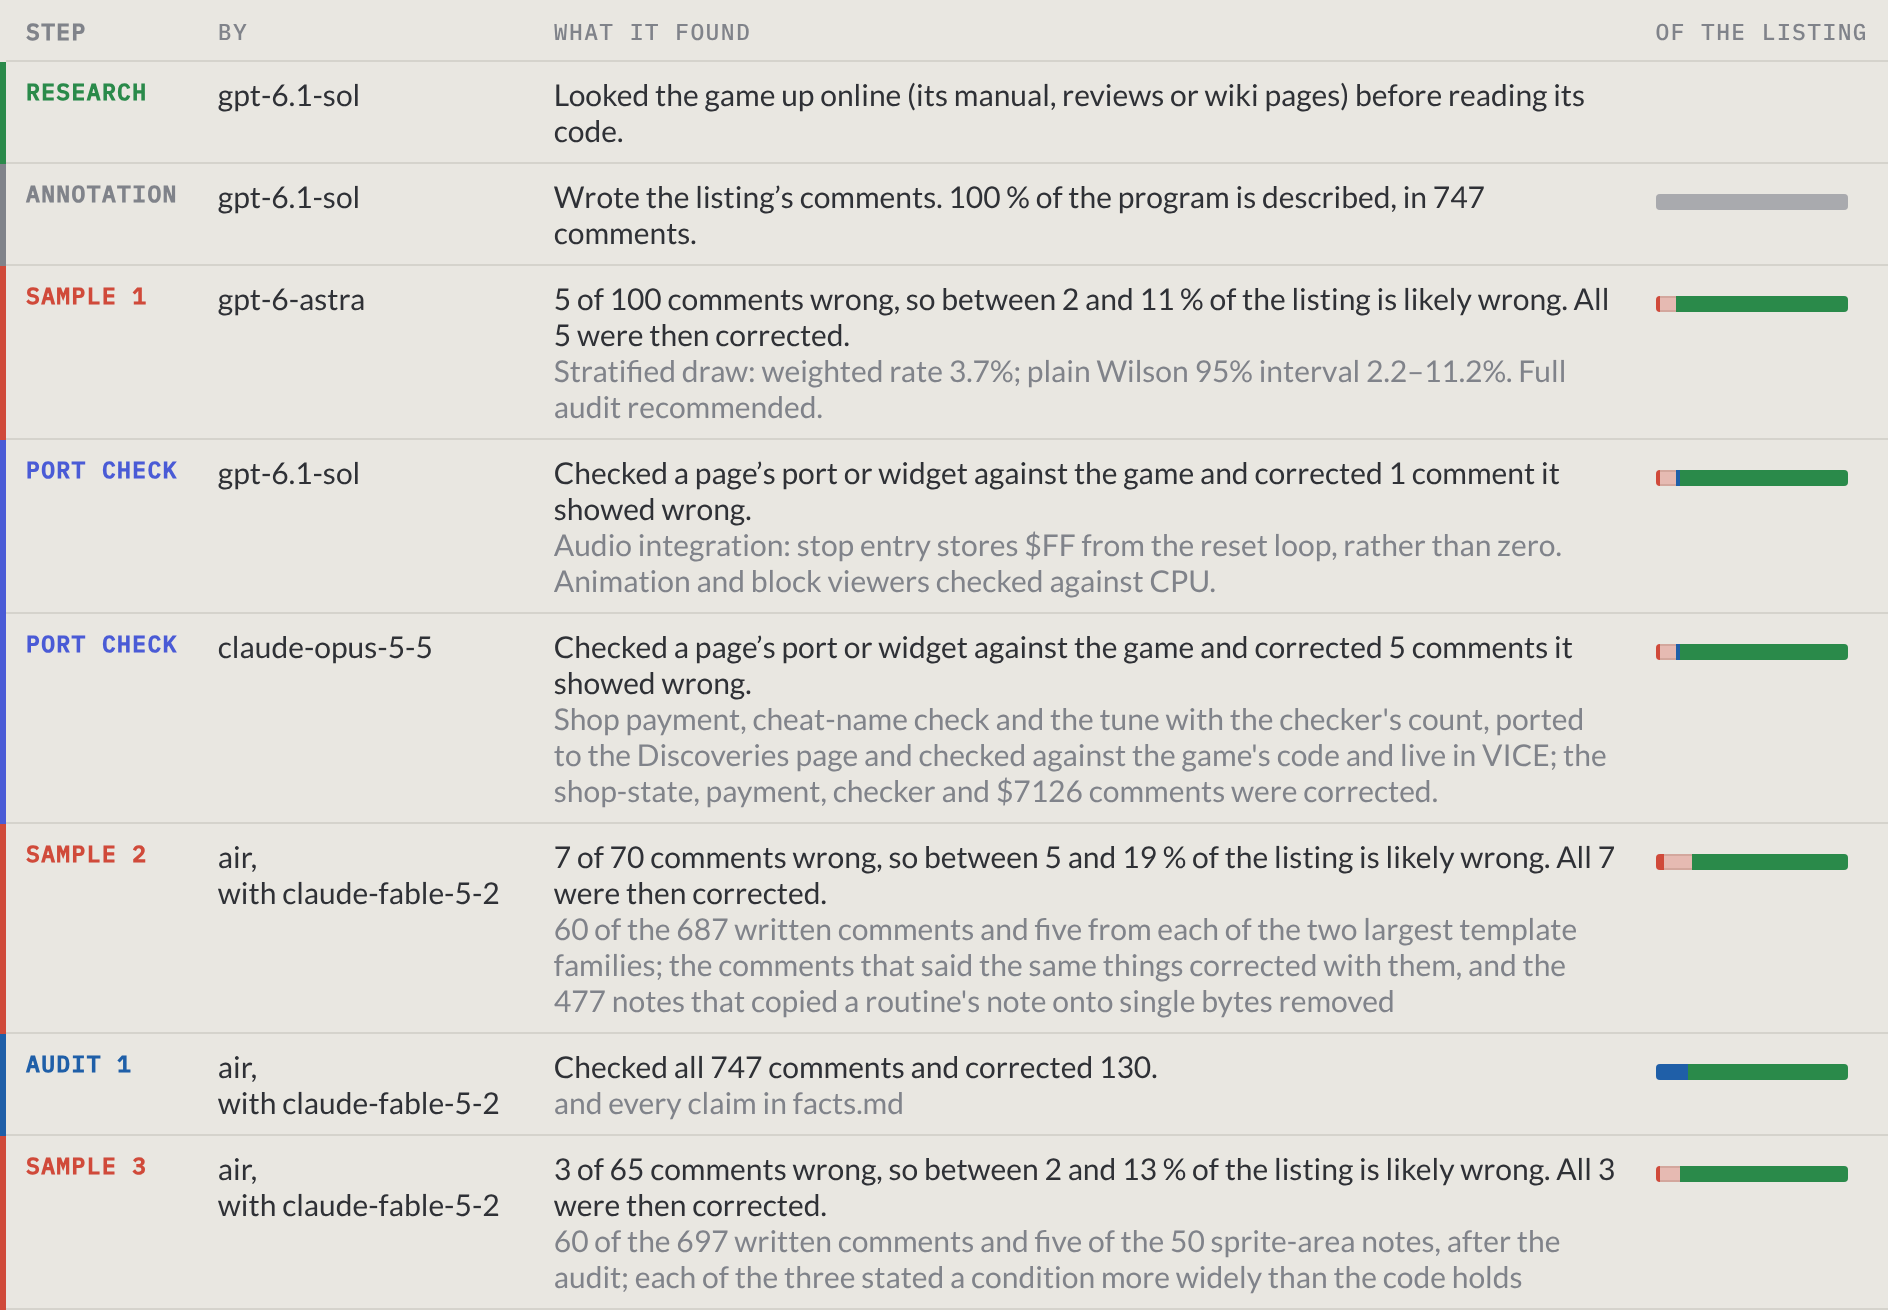 STEP BY WHAT IT FOUND OF THE LISTING
RESEARCH gpt-6.1-sol Looked the game up online (its manual, reviews or wiki pages) before reading its
code.
ANNOTATION gpt-6.1-sol Wrote the listing’s comments. 100 % of the program is described, in 747
comments.
SAMPLE 1 gpt-6-astra 5 of 100 comments wrong, so between 2 and 11 % of the listing is likely wrong. All
5 were then corrected.
Stratified draw: weighted rate 3.7%; plain Wilson 95% interval 2.2–11.2%. Full
audit recommended.
PORT CHECK gpt-6.1-sol Checked a page’s port or widget against the game and corrected 1 comment it
showed wrong.
Audio integration: stop entry stores $FF from the reset loop, rather than zero.
Animation and block viewers checked against CPU.
PORT CHECK claude-opus-5-5 Checked a page’s port or widget against the game and corrected 5 comments it
showed wrong.
Shop payment, cheat-name check and the tune with the checker's count, ported
to the Discoveries page and checked against the game's code and live in VICE; the
shop-state, payment, checker and $7126 comments were corrected.
SAMPLE 2 air, 7 of 70 comments wrong, so between 5 and 19 % of the listing is likely wrong. All 7
with claude-fable-5-2 were then corrected.
60 of the 687 written comments and five from each of the two largest template
families; the comments that said the same things corrected with them, and the
477 notes that copied a routine's note onto single bytes removed
AUDIT 1 air, Checked all 747 comments and corrected 130.
with claude-fable-5-2 and every claim in facts.md
SAMPLE 3 air, 3 of 65 comments wrong, so between 2 and 13 % of the listing is likely wrong. All 3
with claude-fable-5-2 were then corrected.
60 of the 697 written comments and five of the 50 sprite-area notes, after the
audit; each of the three stated a condition more widely than the code holds